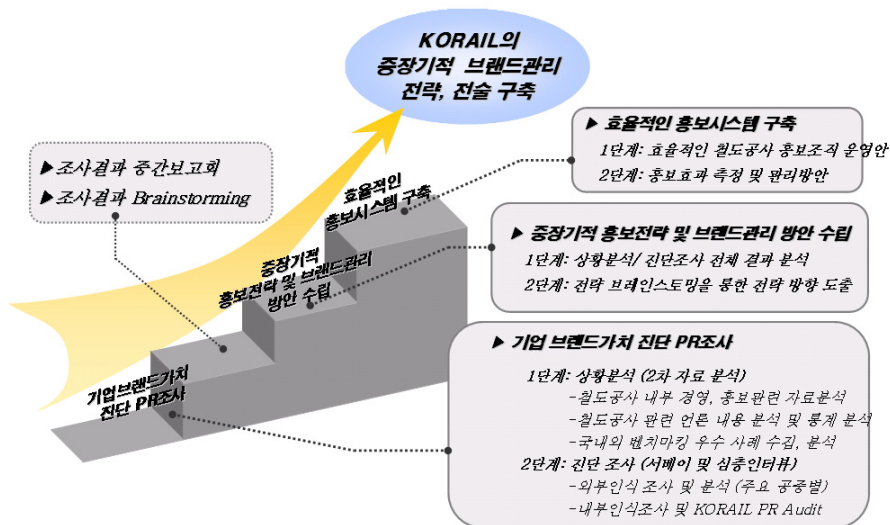 KORAIL의
중장기적 브랜드관리
전략, 전술 구축
▶ 조사결과 중간보고회
▶ 조사결과 Brainstorming
효율적인
홍보시스템 구축
중장기적
홍보전략 및 브랜드관리
방안 수립
기업브랜드가치
진단 PR조사
▶ 효율적인 홍보시스템 구축
1단계: 효율적인 철도공사 홍보조직 운영안
2단계: 홍보효과 측정 및 관리방안
▶ 중장기적 홍보전략 및 브랜드관리 방안 수립
1단계: 상황분석/ 진단조사 전체 결과 분석
2단계: 전략 브레인스토밍을 통한 전략 방향 도출
▶ 기업 브랜드가치 진단 PR조사
1단계: 상황분석 (2차 자료 분석)
-철도공사 내부 경영, 홍보관련 자료분석
-철도공사 관련 언론 내용 분석 및 통계 분석
-국내외 벤치마킹 우수 사례 수집, 분석
2단계: 진단 조사 (서베이 및 심층인터뷰)
-외부인식 조사 및 분석 (주요 공중별)
-내부인식조사 및 KORAIL PR Audit